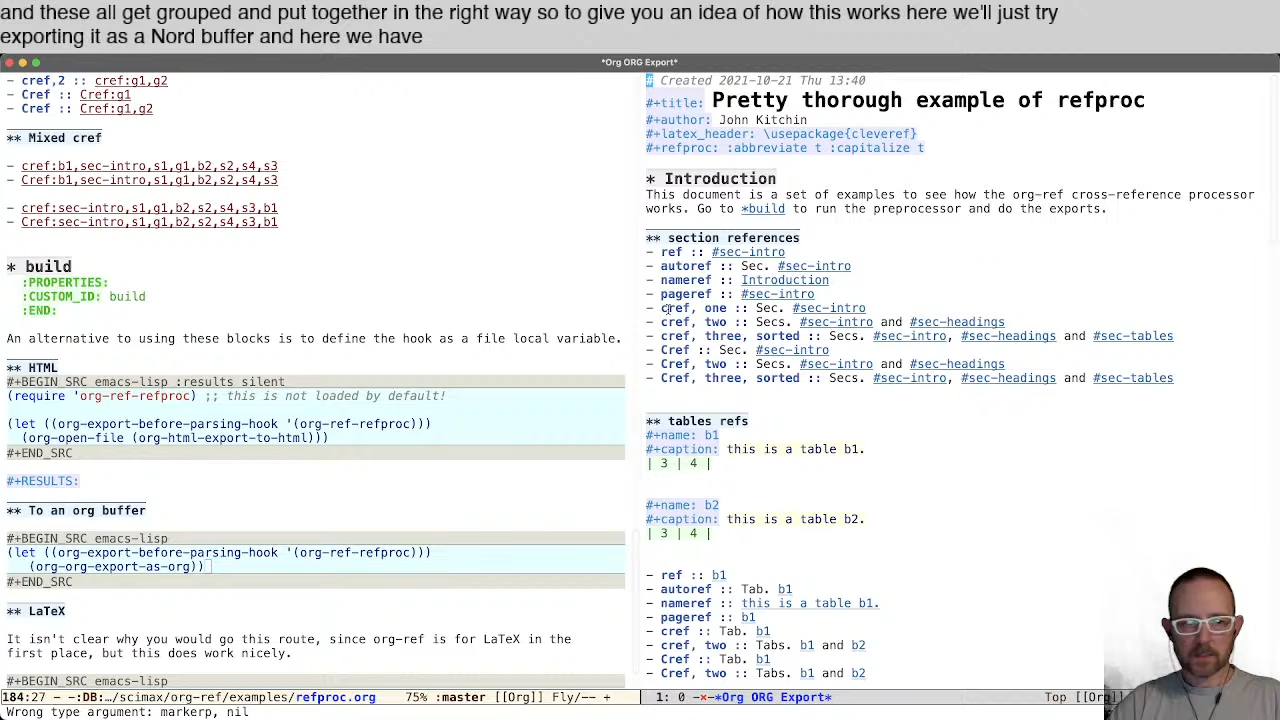 and these all get grouped and put together in the right way so to give you an idea of how this works here we'll just try
exporting it as a Nord buffer and here we have
*Org ORG Export*
- cref,2 :: cref:g1,g2
- Cref :: Cref:g1
- Cref :: Cref:g1,g2
** Mixed cref
- cref:b1,sec-intro,s1,g1,b2,s2,s4,s3
- Cref:b1,sec-intro,s1,g1,b2,s2,s4,s3
- cref:sec-intro,s1,g1,b2,s2,s4,s3,b1
- Cref:sec-intro,s1,g1,b2,s2,s4,s3,b1
* build
:PROPERTIES:
:CUSTOM_ID: build
:END:
An alternative to using these blocks is to define the hook as a file local variable.
** HTML
#+BEGIN_SRC emacs-lisp :results silent
(require 'org-ref-refproc) ;; this is not loaded by default!
(let ((org-export-before-parsing-hook '(org-ref-refproc)))
(org-open-file (org-html-export-to-html)))
#+END_SRC
#+RESULTS:
** To an org buffer
#+BEGIN_SRC emacs-lisp
(let ((org-export-before-parsing-hook '(org-ref-refproc)))
(org-org-export-as-org))
#+END_SRC
** LaTeX
It isn't clear why you would go this route, since org-ref is for LaTeX in the
first place, but this does work nicely.
#+BEGIN_SRC emacs-lisp
184:27 - -:DB:…/scimax/org-ref/examples/refproc.org 75% :master [[Org]] Fly/-- +
Wrong type argument: markerp, nil
# Created 2021-10-21 Thu 13:40
#+title: Pretty thorough example of refproc
#+author: John Kitchin
#+latex_header: \usepackage{cleveref}
#+refproc: :abbreviate t :capitalize t
* Introduction
This document is a set of examples to see how the org-ref cross-reference processor
works. Go to *build to run the preprocessor and do the exports.
** section references
- ref :: #sec-intro
- autoref :: Sec. #sec-intro
- nameref :: Introduction
- pageref :: #sec-intro
- cref, one :: Sec. #sec-intro
- cref, two :: Secs. #sec-intro and #sec-headings
- cref, three, sorted :: Secs. #sec-intro, #sec-headings and #sec-tables
- Cref :: Sec. #sec-intro
- Cref, two :: Secs. #sec-intro and #sec-headings
- Cref, three, sorted :: Secs. #sec-intro, #sec-headings and #sec-tables
** tables refs
#+name: b1
#+caption: this is a table b1.
| 3 | 4 |
#+name: b2
#+caption: this is a table b2.
| 3 | 4 |
- ref :: b1
- autoref :: Tab. b1
- nameref :: this is a table b1.
- pageref :: b1
- cref :: Tab. b1
- cref, two :: Tabs. b1 and b2
- Cref :: Tab. b1
- Cref, two :: Tabs. b1 and b2
1: 0 -×-*Org ORG Export* Top [[Org]